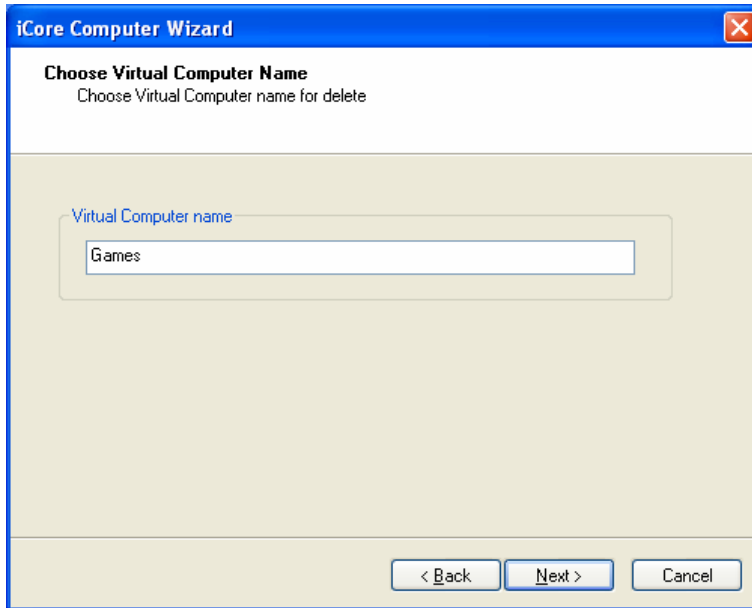 iCore Computer Wizard
Choose Virtual Computer Name
Choose Virtual Computer name for delete
Virtual Computer name
Games
< Back
Next >
Cancel